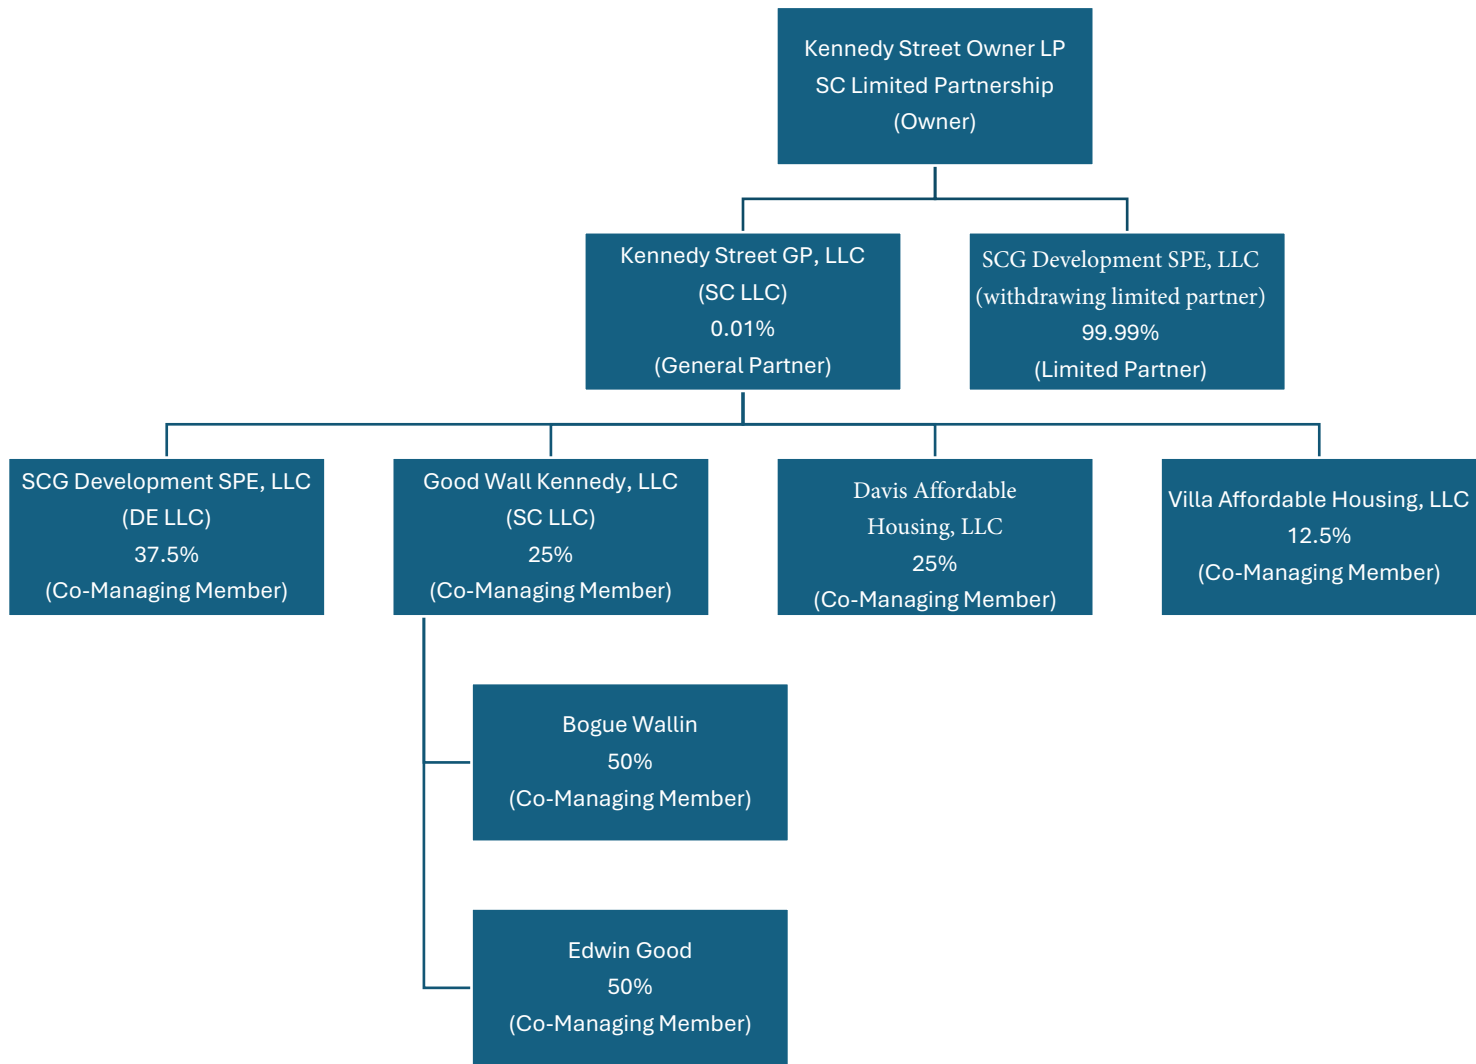 Kennedy Street Owner LP
SC Limited Partnership
(Owner)
Kennedy Street GP, LLC
(SC LLC)
0.01%
(General Partner)
SCG Development SPE, LLC
(withdrawing limited partner)
99.99%
(Limited Partner)
SCG Development SPE, LLC
(DE LLC)
37.5%
(Co-Managing Member)
Good Wall Kennedy, LLC
(SC LLC)
25%
(Co-Managing Member)
Davis Affordable
Housing, LLC
25%
(Co-Managing Member)
Villa Affordable Housing, LLC
12.5%
(Co-Managing Member)
Bogue Wallin
50%
(Co-Managing Member)
Edwin Good
50%
(Co-Managing Member)